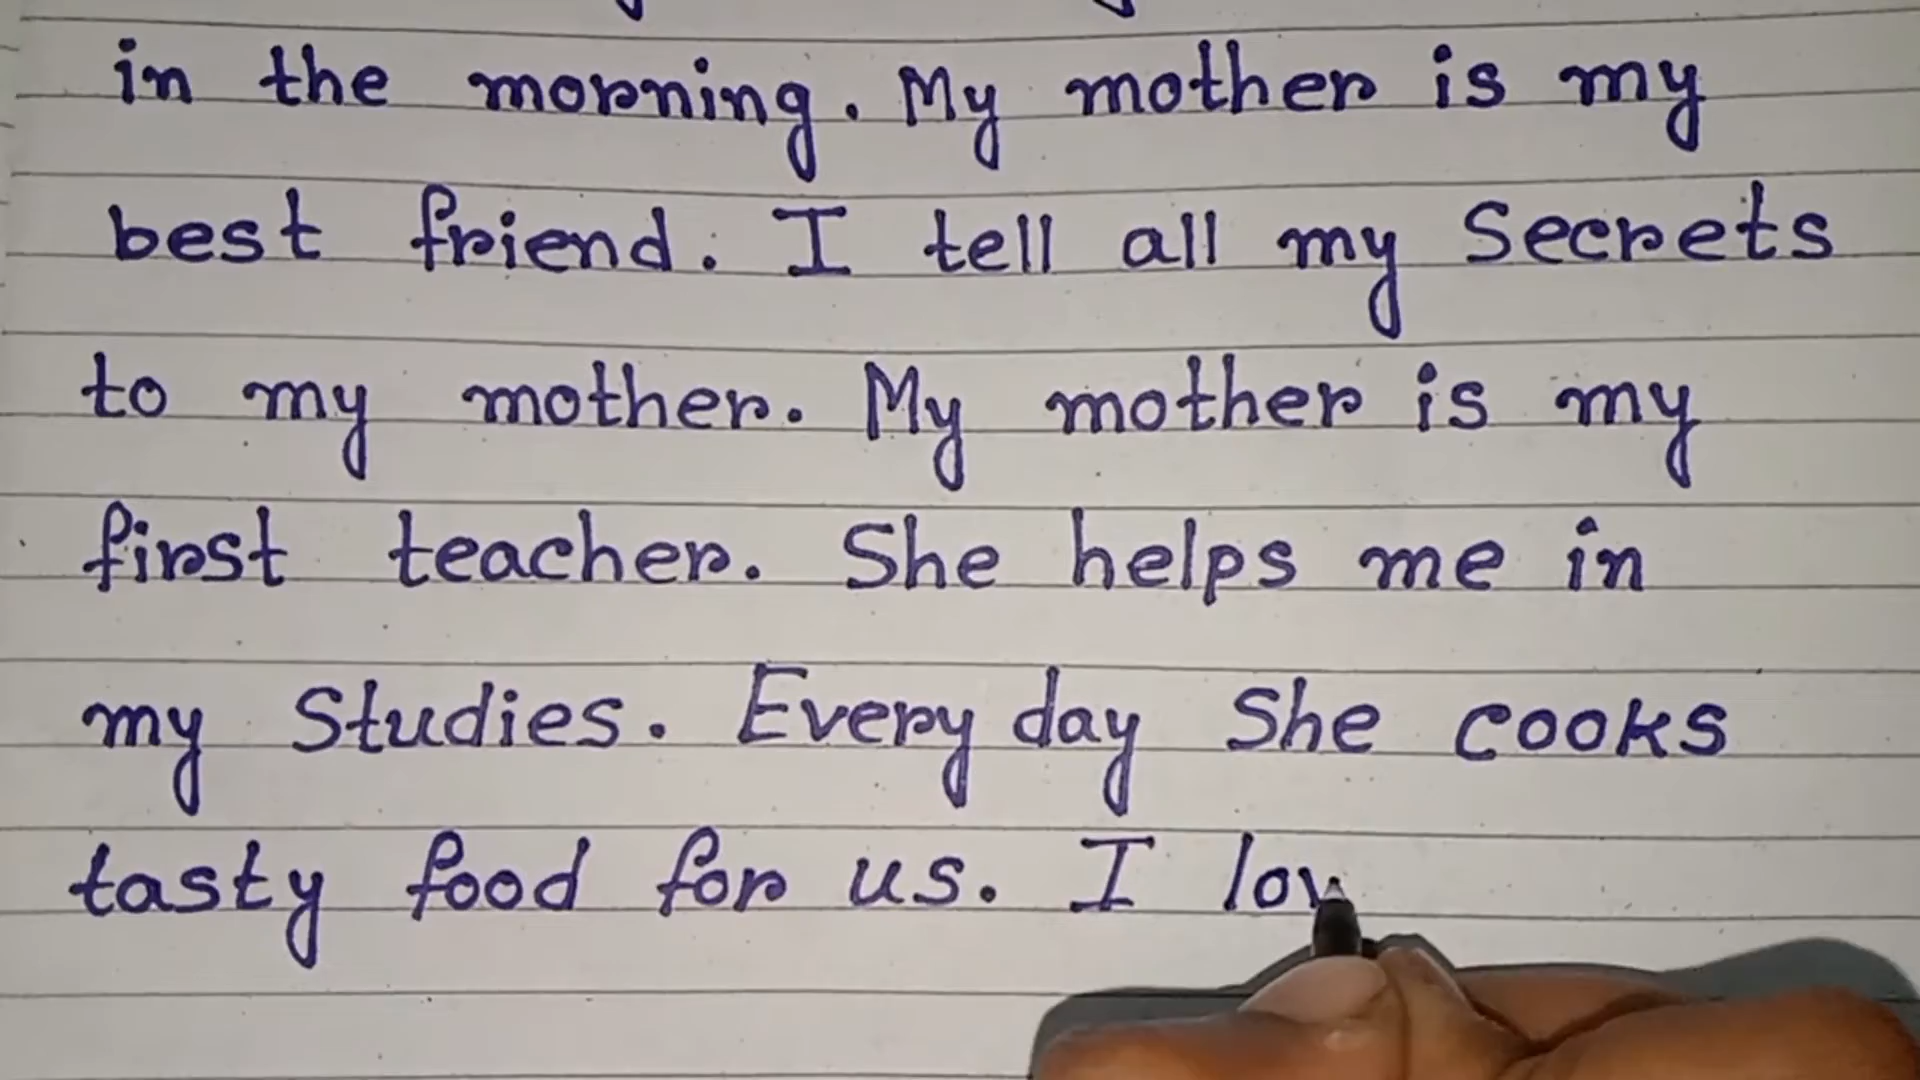 in the morning. My mother is my
best friend. I tell all my Secrets
to my mother. My mother is my
first teacher. She helps me in
my Studies. Every day She cooks
tasty food for us. I lov